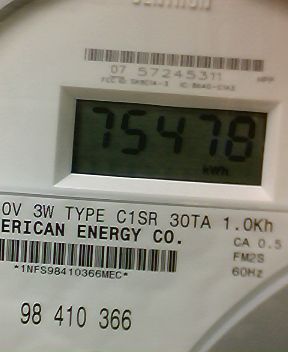 CENTRON
07 57245311
75478
kWh
0V 3W TYPE C1SR 30TA 1.0Kh
ERICAN ENERGY CO.
CA 0.5
*1NFS98410366MEC*
FM2S
60Hz
98 410 366